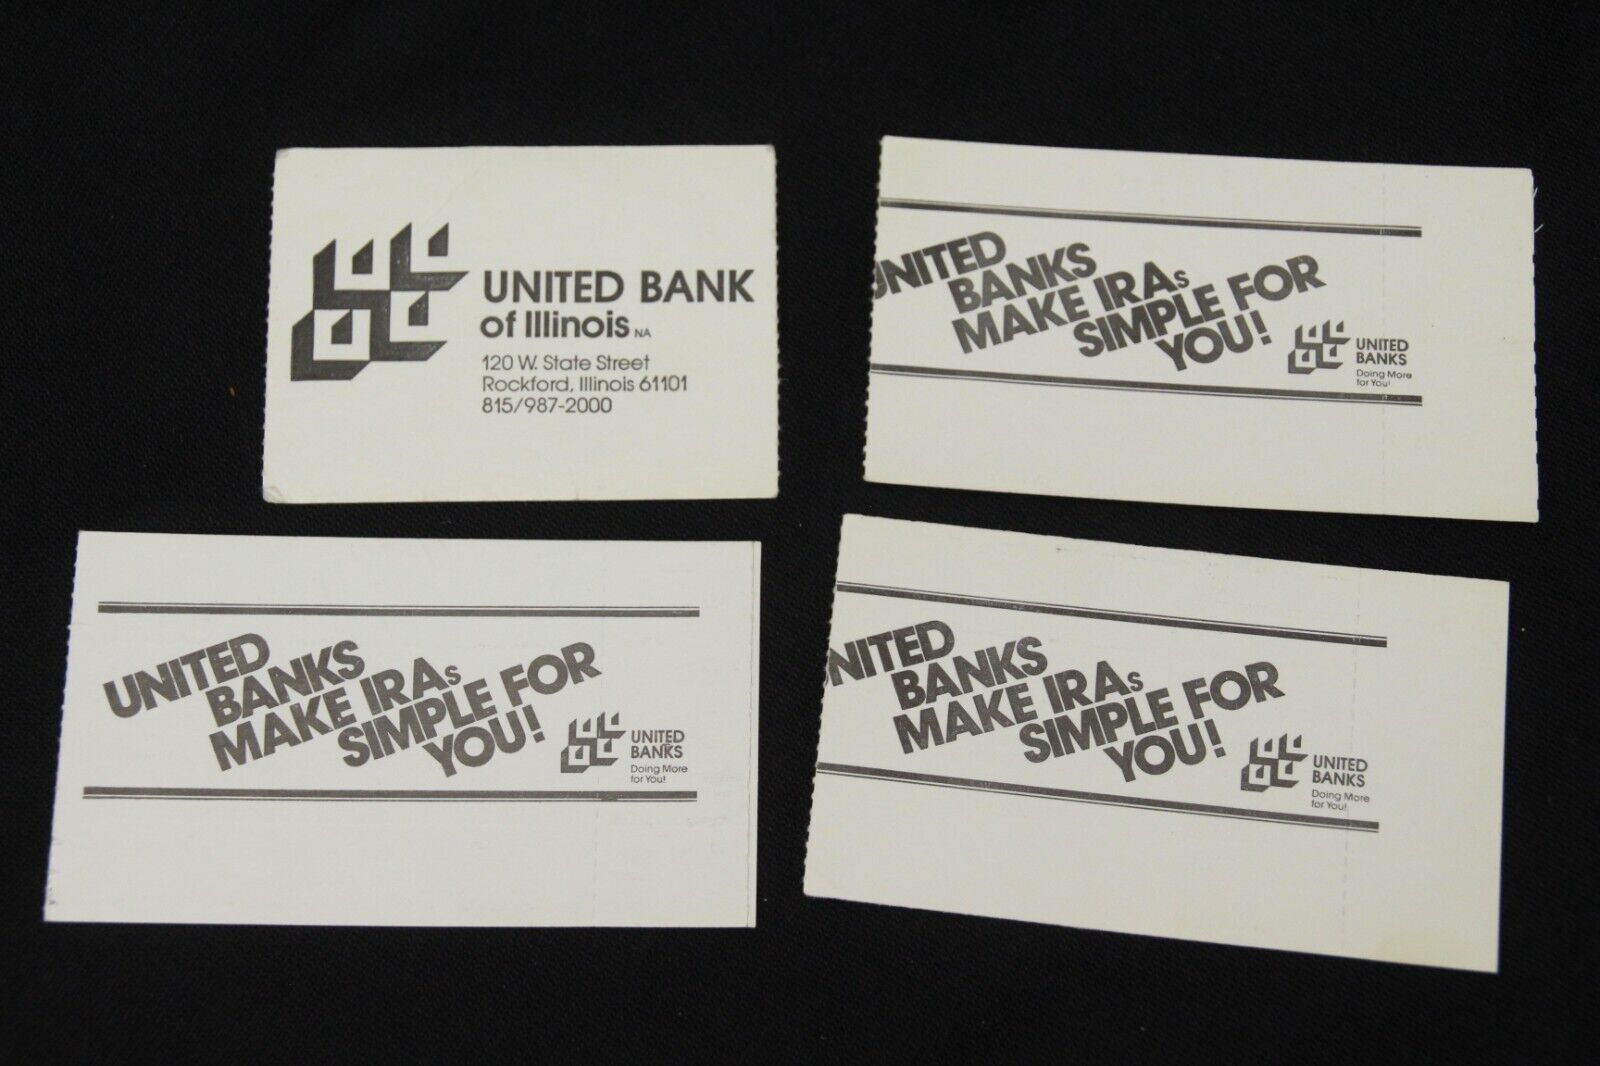 UNITED BANK
of Illinois NA
120 W. State Street
Rockford, Illinois 61101
815/987-2000
UNITED
BANKS
MAKE IRAs
SIMPLE FOR
YOU!
UNITED
BANKS
Doing More
for You!
UNITED
BANKS
MAKE IRAs
SIMPLE FOR
YOU!
UNITED
BANKS
Doing More
for You!
UNITED
BANKS
MAKE IRAs
SIMPLE FOR
YOU!
UNITED
BANKS
Doing More
for You!